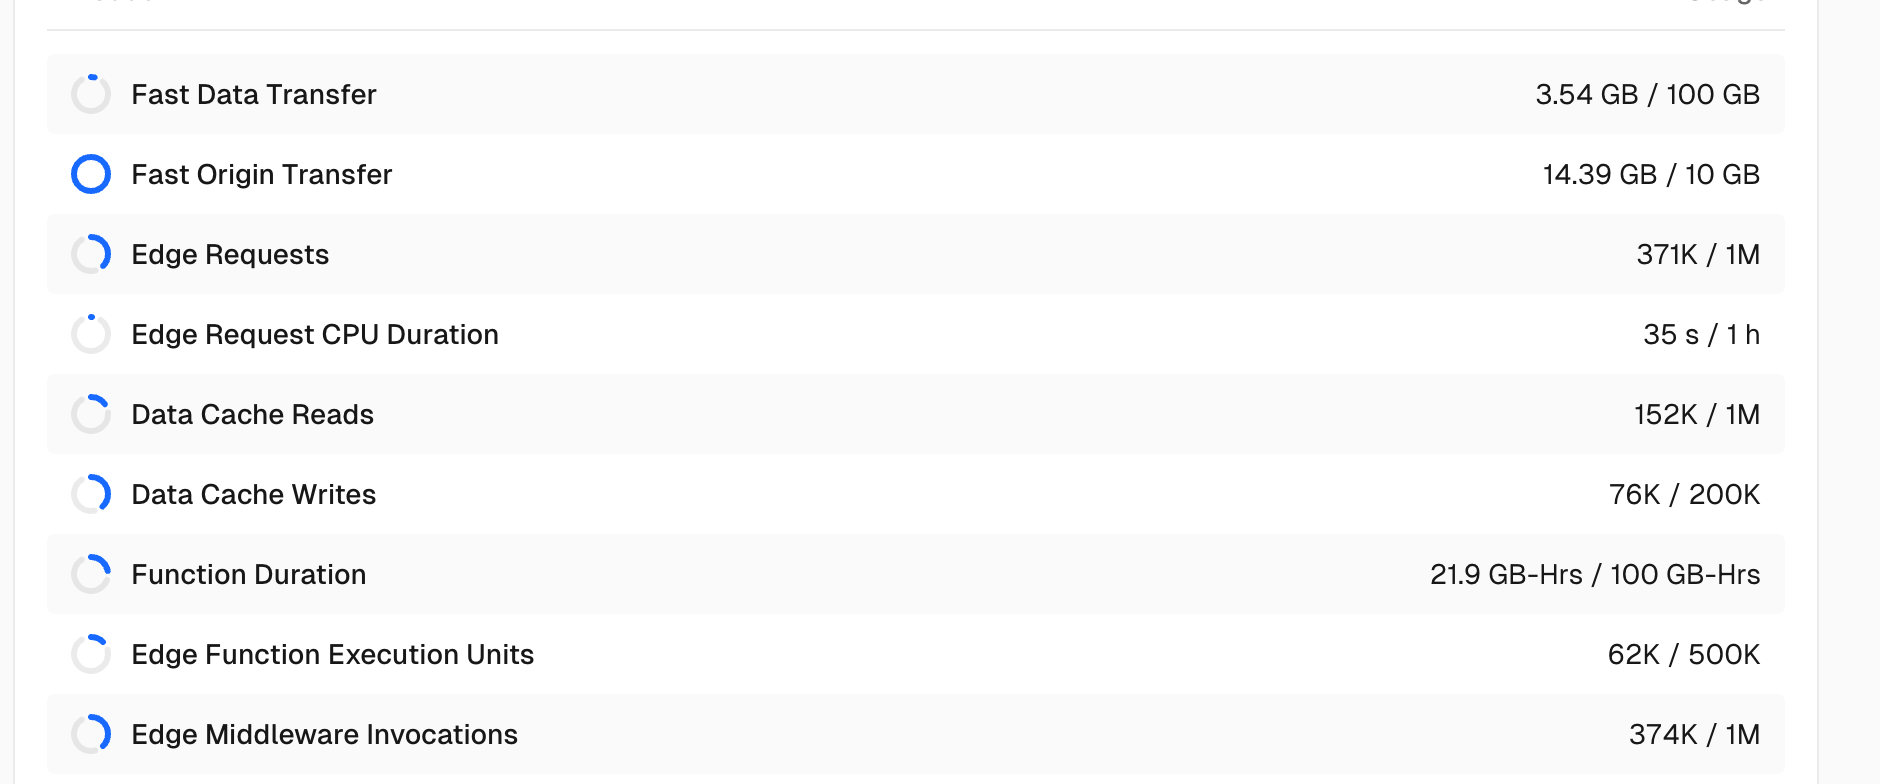 Fast Data Transfer 3.54 GB / 100 GB
Fast Origin Transfer 14.39 GB / 10 GB
Edge Requests 371K / 1M
Edge Request CPU Duration 35 s / 1 h
Data Cache Reads 152K / 1M
Data Cache Writes 76K / 200K
Function Duration 21.9 GB-Hrs / 100 GB-Hrs
Edge Function Execution Units 62K / 500K
Edge Middleware Invocations 374K / 1M